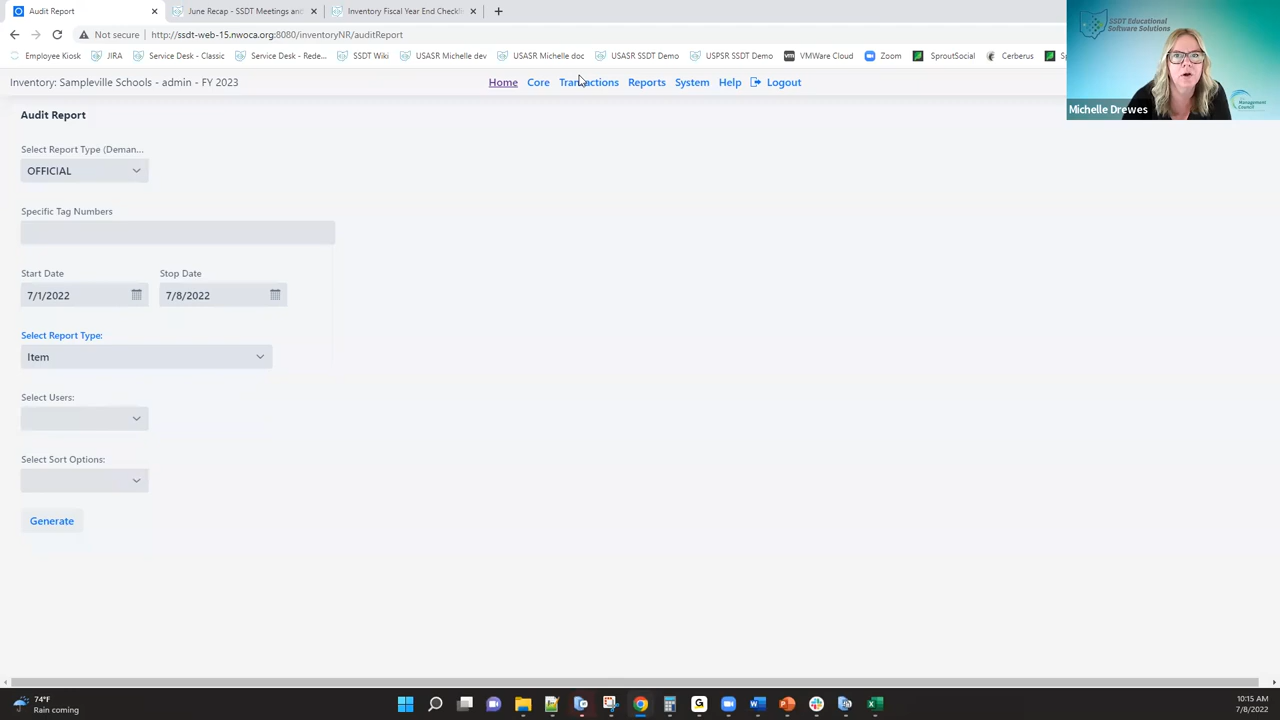 Audit Report
June Recap - SSDT Meetings and
Inventory Fiscal Year End Checkli
Not secure
http://ssdt-web-15.nwoca.org:8080/inventoryNR/auditReport
Employee Kiosk
JIRA
Service Desk - Classic
Service Desk - Rede...
SSDT Wiki
USASR Michelle dev
USASR Michelle doc
USASR SSDT Demo
USPSR SSDT Demo
vm
VMWare Cloud
Zoom
SproutSocial
Cerberus
Sp
SSDT Educational
Software Solutions
Inventory: Sampleville Schools - admin - FY 2023
Home
Core
Transactions
Reports
System
Help
Logout
Management
Council
Michelle Drewes
Audit Report
Select Report Type (Deman...
OFFICIAL
Specific Tag Numbers
Start Date
Stop Date
7/1/2022
7/8/2022
Select Report Type:
Item
Select Users:
Select Sort Options:
Generate
74°F
Rain coming
10:15 AM
7/8/2022